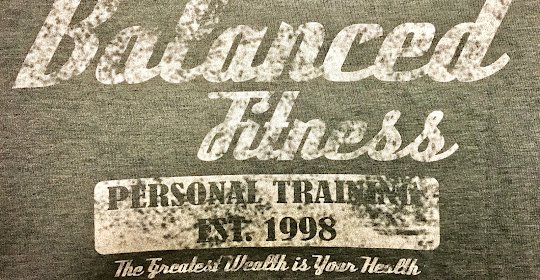 Balanced
Fitness
PERSONAL TRAINING
EST. 1998
The Greatest Wealth is Your Health